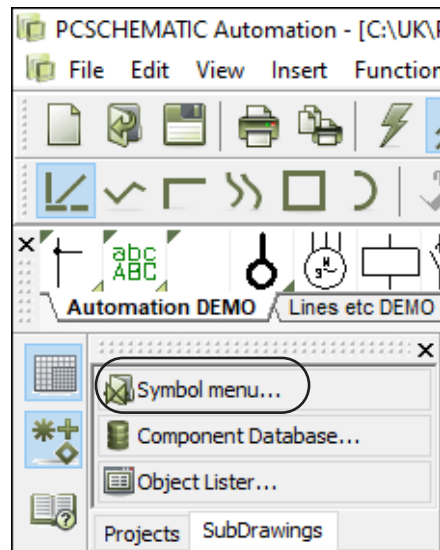 PCSCHEMATIC Automation - [C:\UK\P
File Edit View Insert Function
abc
ABC
Automation DEMO Lines etc DEMO
Symbol menu...
Component Database...
Object Lister...
Projects SubDrawings